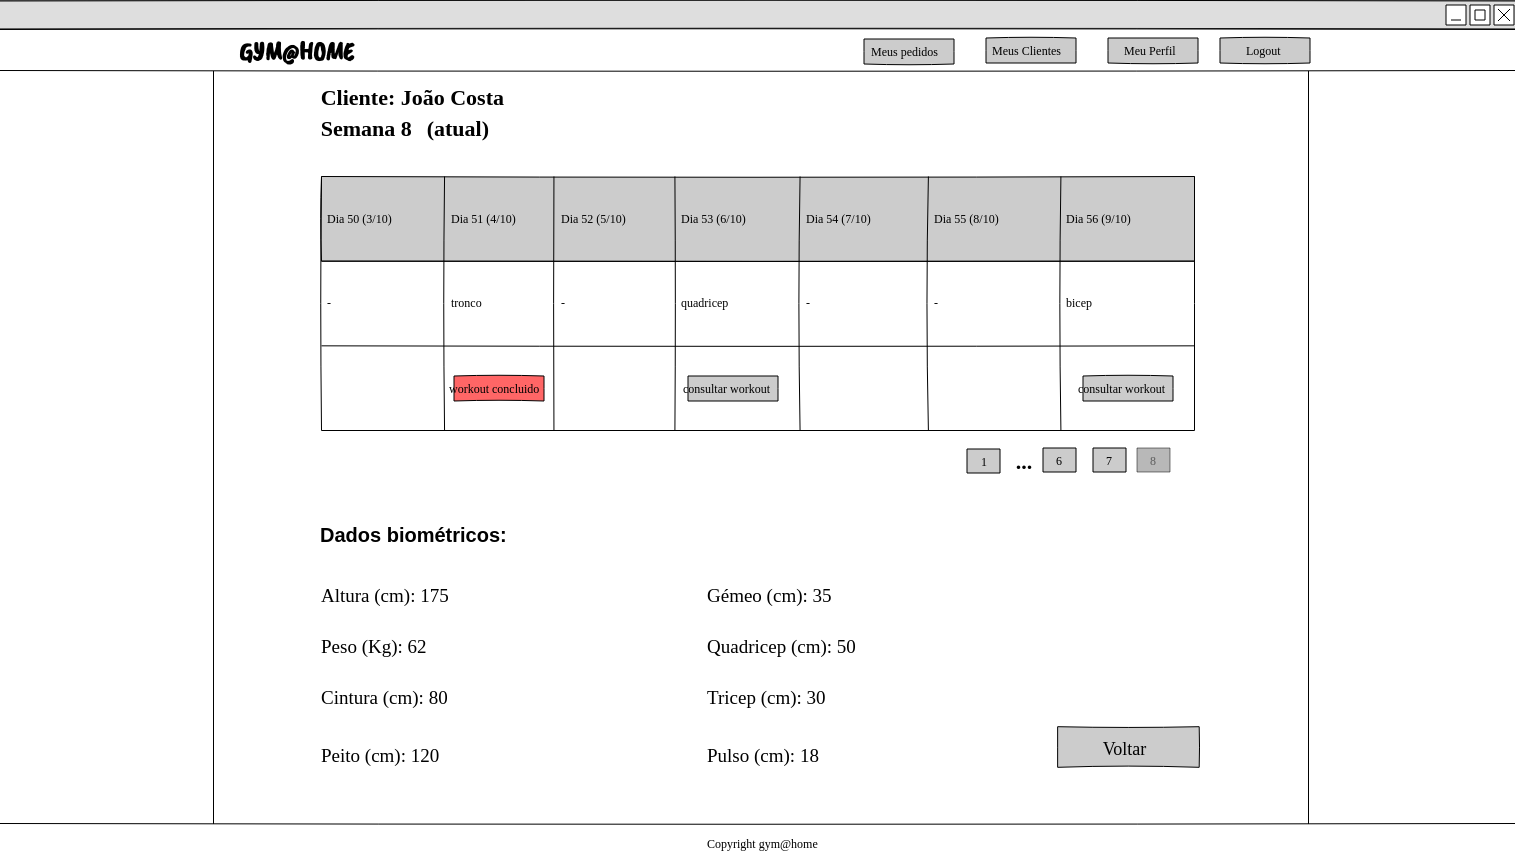 GYM@HOME
Meus pedidos
Meus Clientes
Meu Perfil
Logout
Cliente: João Costa
Semana 8 (atual)
Dia 50 (3/10) Dia 51 (4/10) Dia 52 (5/10) Dia 53 (6/10) Dia 54 (7/10) Dia 55 (8/10) Dia 56 (9/10)
- tronco - quadricep - - bicep
workout concluido consultar workout consultar workout
1 ... 6 7 8
Dados biométricos:
Altura (cm): 175
Gémeo (cm): 35
Peso (Kg): 62
Quadricep (cm): 50
Cintura (cm): 80
Tricep (cm): 30
Peito (cm): 120
Pulso (cm): 18
Voltar
Copyright gym@home